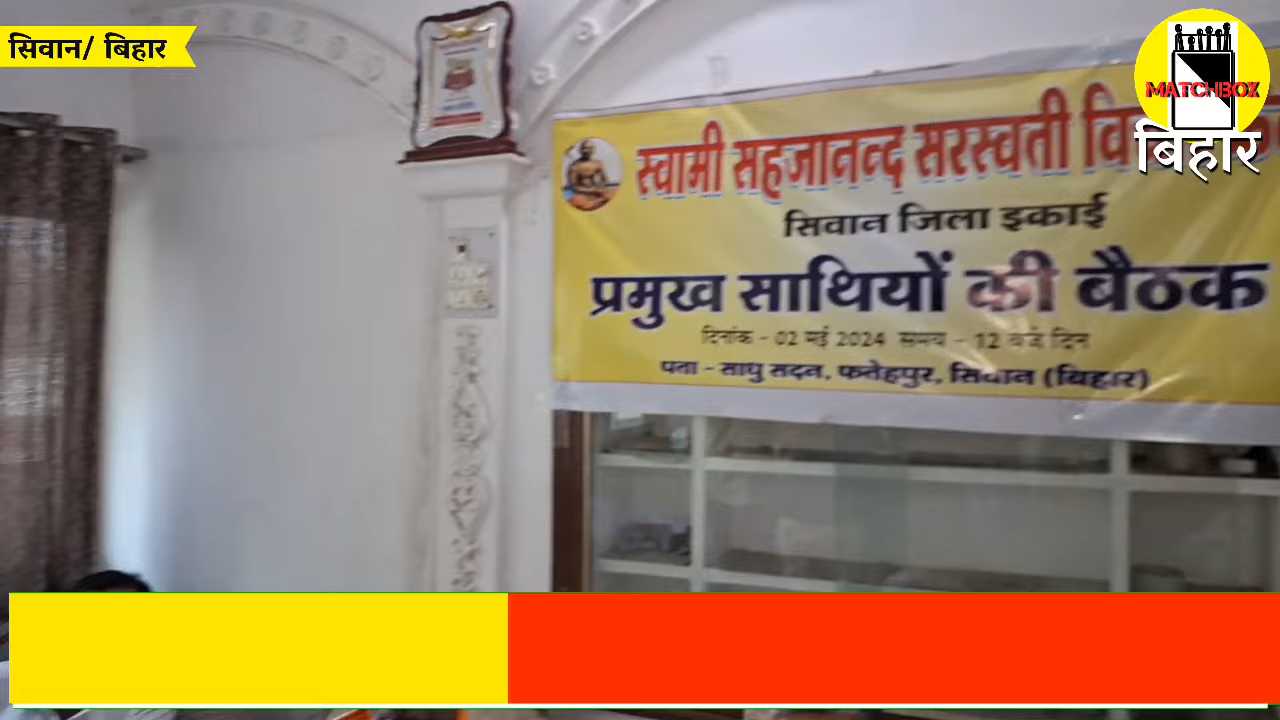 सिवान/ बिहार
MATCHBOX
बिहार
स्वामी सहजानन्द सरस्वती
सिवान जिला इकाई
प्रमुख साथियों की बैठक
दिनांक - 02 मई 2024 समय - 12 बजे दिन
पता - साधु सदन, फतेहपुर, सिवान (बिहार)